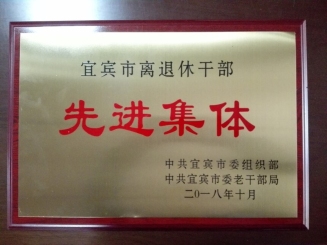 宜宾市离退休干部
先进集体
中共宜宾市委组织部
中共宜宾市委老干部局
二〇一八年十月